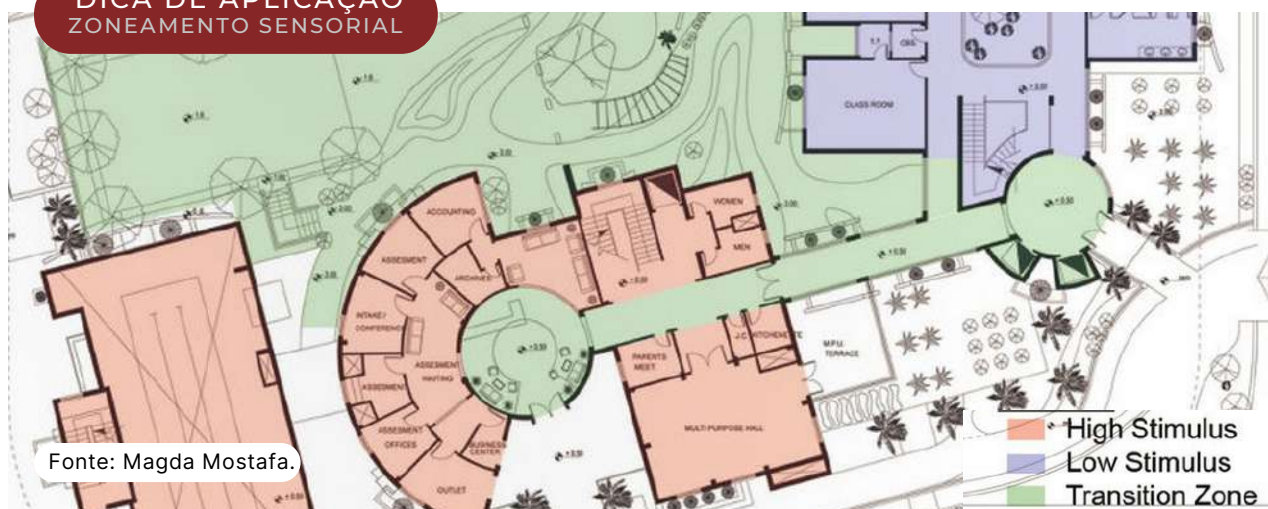 DICA DE APLICAÇÃO
ZONEAMENTO SENSORIAL
CLASS ROOM
ACCOUNTING
ASSESMENT
ARCHIVES
INTAKE/
CONFERENCE
ASSESMENT
WAITING
ASSESMENT
ASSESMENT
OFFICES
BUSINESS
CENTER
OUTLET
WOMEN
MEN
PARENTS
MEET.
J.C.
KITCHENETTE
M.P.U.
TERRACE
MULTI-PURPOSE HALL
Fonte: Magda Mostafa.
High Stimulus
Low Stimulus
Transition Zone